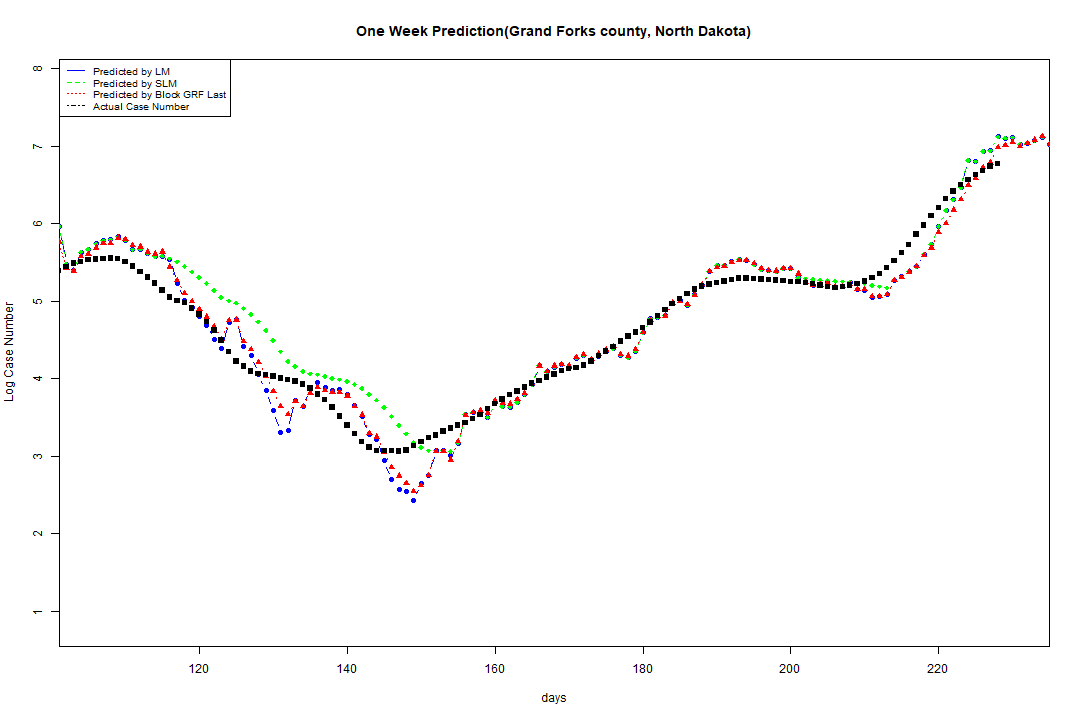 One Week Prediction(Grand Forks county, North Dakota)
Predicted by LM
Predicted by SLM
Predicted by Block GRF Last
Actual Case Number
Log Case Number
8
7
6
5
4
3
2
1
120 140 160 180 200 220
days